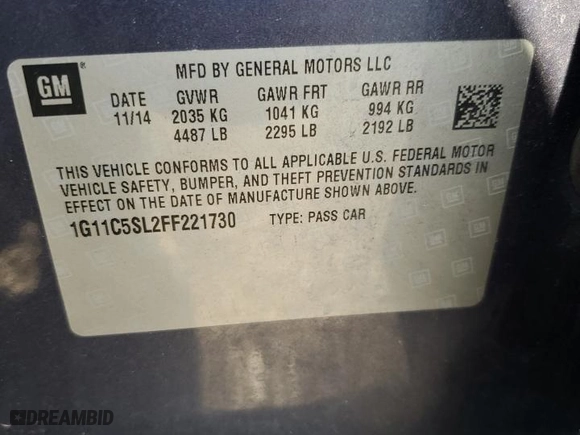 GM
MFD BY GENERAL MOTORS LLC
DATE GVWR GAWR FRT GAWR RR
11/14 2035 KG 1041 KG 994 KG
4487 LB 2295 LB 2192 LB
THIS VEHICLE CONFORMS TO ALL APPLICABLE U.S. FEDERAL MOTOR
VEHICLE SAFETY, BUMPER, AND THEFT PREVENTION STANDARDS IN
EFFECT ON THE DATE OF MANUFACTURE SHOWN ABOVE.
1G11C5SL2FF221730 TYPE: PASS CAR
DREAMBID